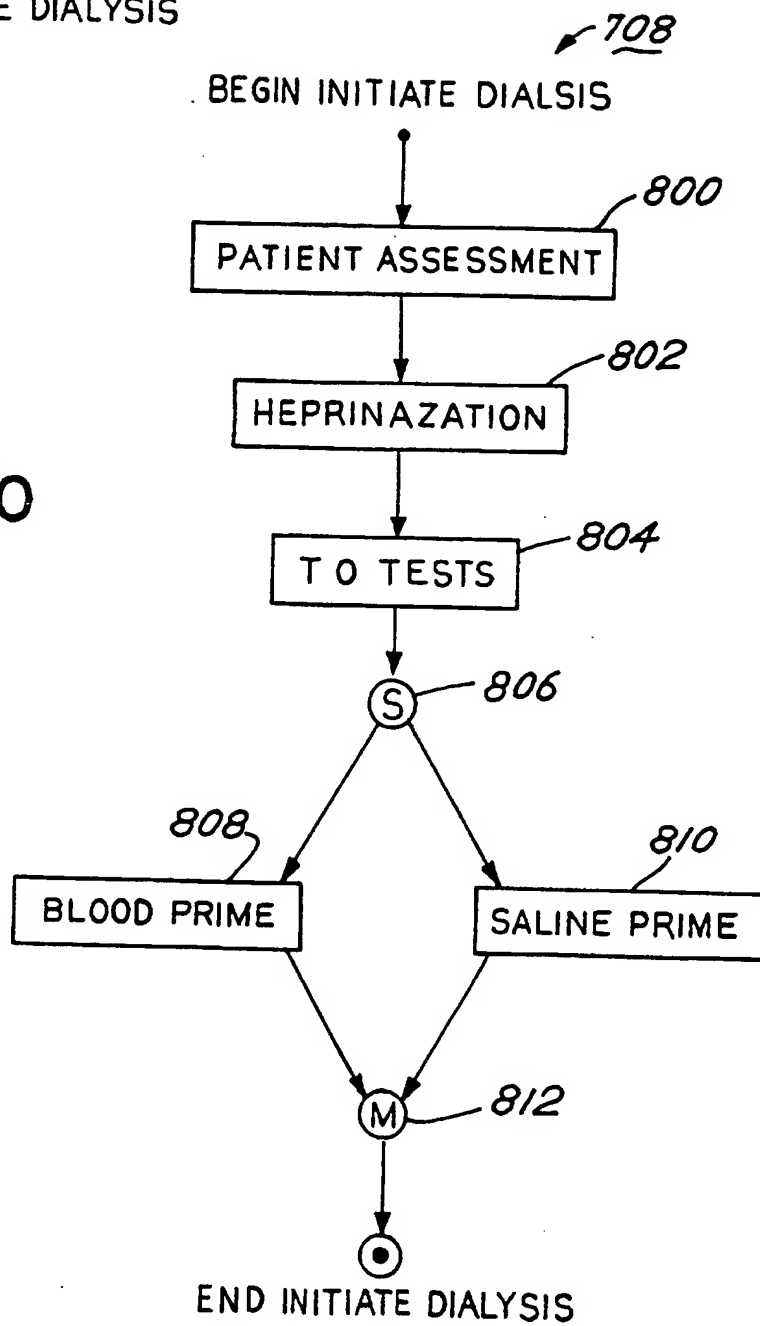 E DIALYSIS
708
BEGIN INITIATE DIALSIS
800
PATIENT ASSESSMENT
802
HEPRINAZATION
O
804
T O TESTS
806
S
808
810
BLOOD PRIME
SALINE PRIME
812
M
END INITIATE DIALYSIS